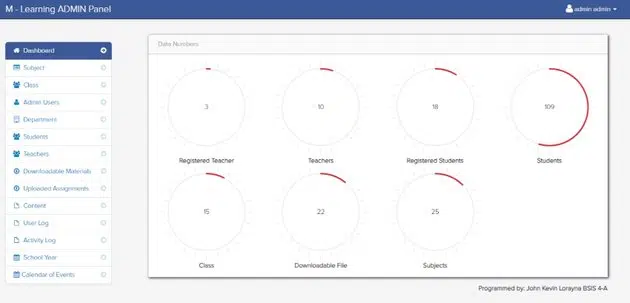 M - Learning ADMIN Panel
admin admin
Dashboard
Subject
Class
Admin Users
Department
Students
Teachers
Downloadable Materials
Uploaded Assignments
Content
User Log
Activity Log
School Year
Calendar of Events
Data Numbers
3 10 18 109
Registered Teacher Teachers Registered Students Students
15 22 25
Class Downloadable File Subjects
Programmed by: John Kevin Lorayna BSIS 4-A